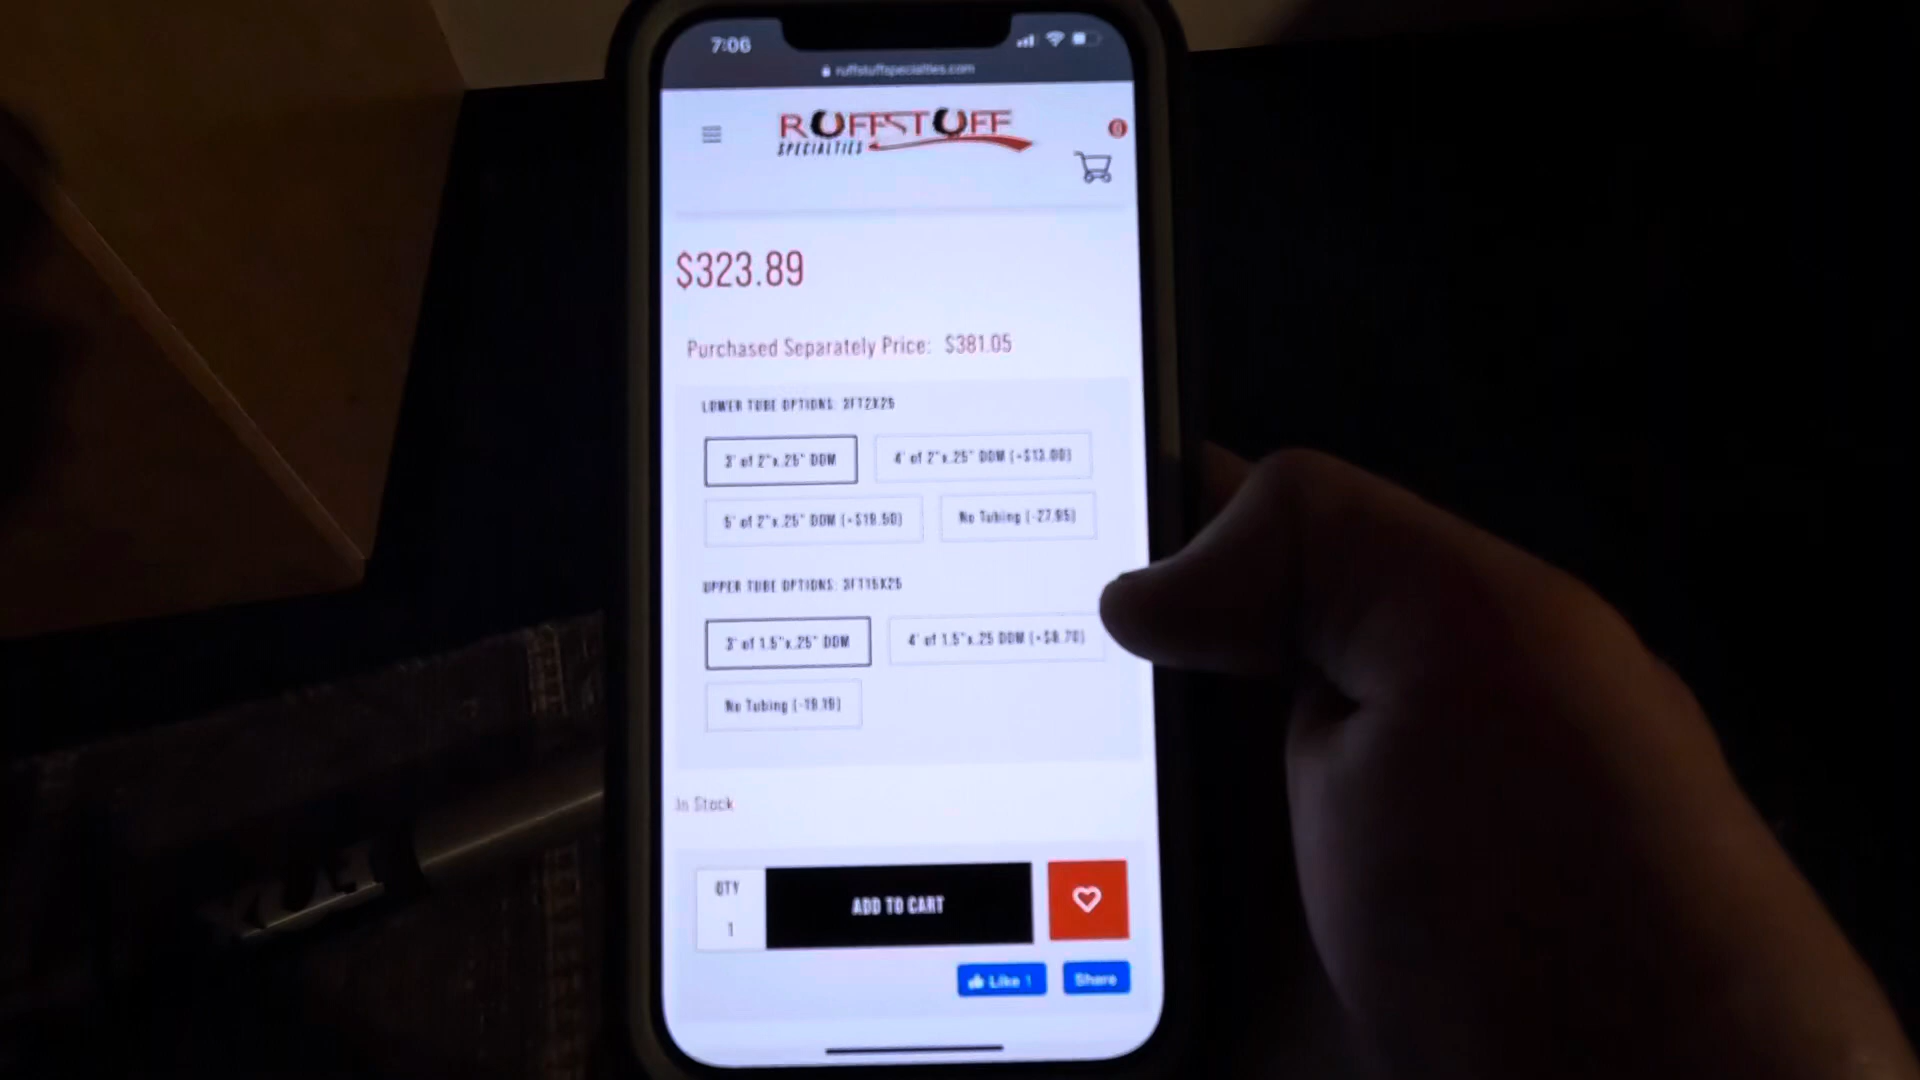 7:06
ruffstuffspecialties.com
RUFFSTUFF
SPECIALTIES
0
$323.89
Purchased Separately Price: $381.05
LOWER TUBE OPTIONS: 3FT2X25
3' of 2"x.25" DOM
4' of 2"x.25" DOM (+$13.00)
5' of 2"x.25" DOM (+$19.50)
No Tubing (-27.95)
UPPER TUBE OPTIONS: 3FT15X25
3' of 1.5"x.25" DOM
4' of 1.5"x.25 DOM (+$8.70)
No Tubing (-19.19)
In Stock
QTY
1
ADD TO CART
Like 1
Share